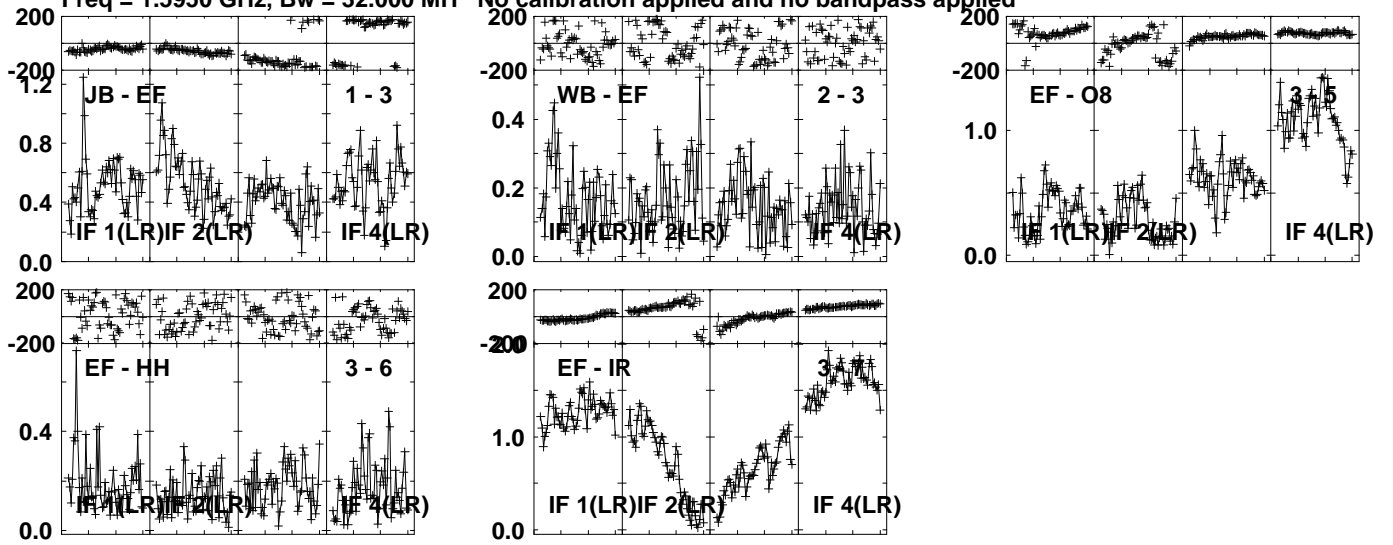 Freq = 1.5950 GHz, Bw = 32.000 MH No calibration applied and no bandpass applied
200
-200
1.2
0.8
0.4
0.0
JB - EF 1 - 3
IF 1(LR) IF 2(LR) IF 4(LR)
200
-200
0.4
0.2
0.0
WB - EF 2 - 3
IF 1(LR) IF 2(LR) IF 4(LR)
200
-200
1.0
0.0
EF - O8 3 5
IF 1(LR) IF 2(LR) IF 4(LR)
200
-200
0.4
0.0
EF - HH 3 - 6
IF 1(LR) IF 2(LR) IF 4(LR)
200
-200
2.0
1.0
0.0
EF - IR 3 7
IF 1(LR) IF 2(LR) IF 4(LR)